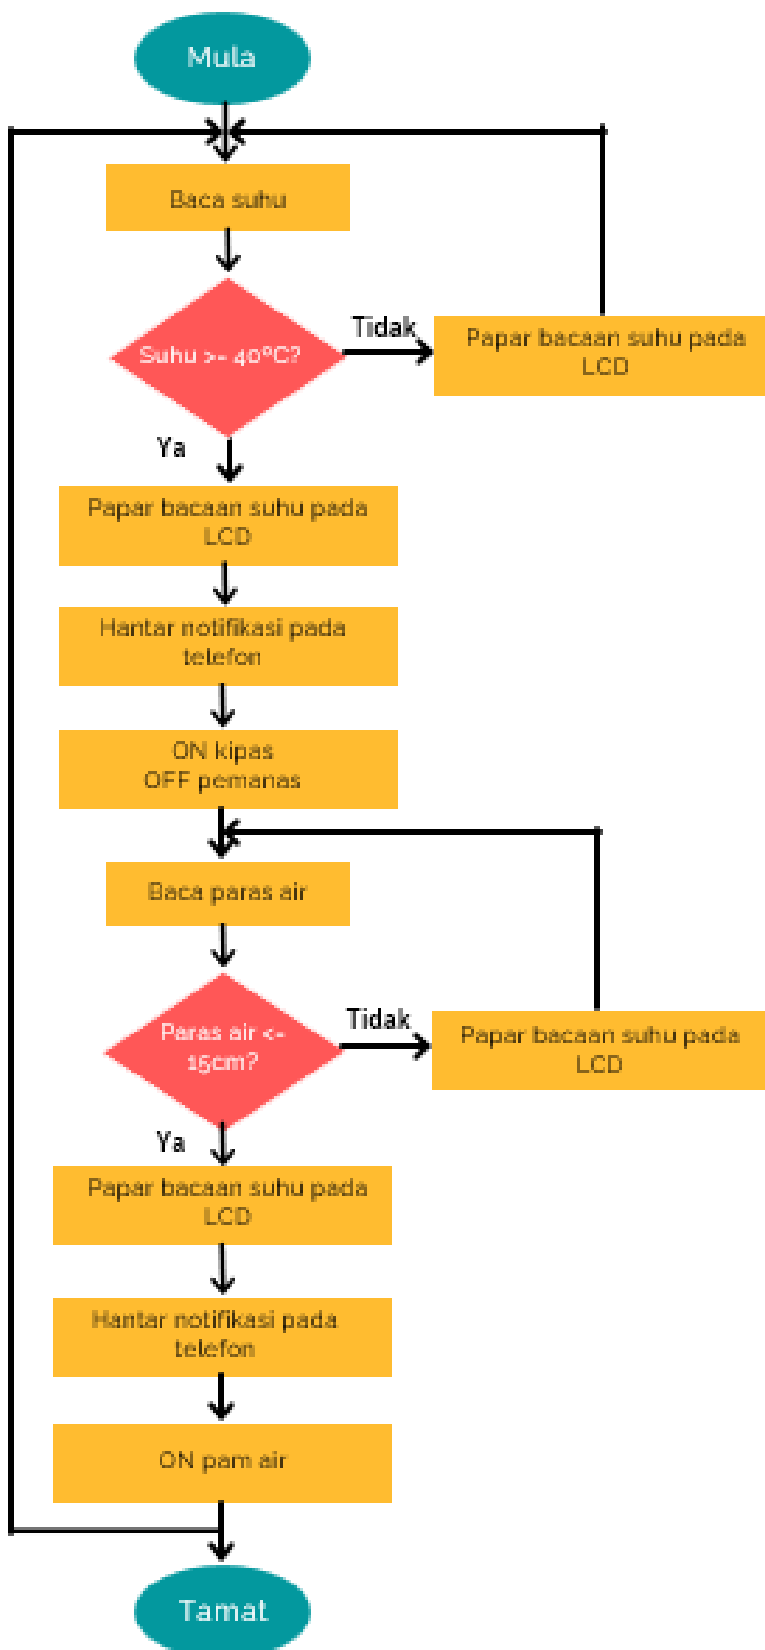 Mula
Baca suhu
Suhu >= 40°C?
Tidak
Papar bacaan suhu pada
LCD
Ya
Papar bacaan suhu pada
LCD
Hantar notifikasi pada
telefon
ON kipas
OFF pemanas
Baca paras air
Paras air <=
15cm?
Tidak
Papar bacaan suhu pada
LCD
Ya
Papar bacaan suhu pada
LCD
Hantar notifikasi pada
telefon
ON pam air
Tamat